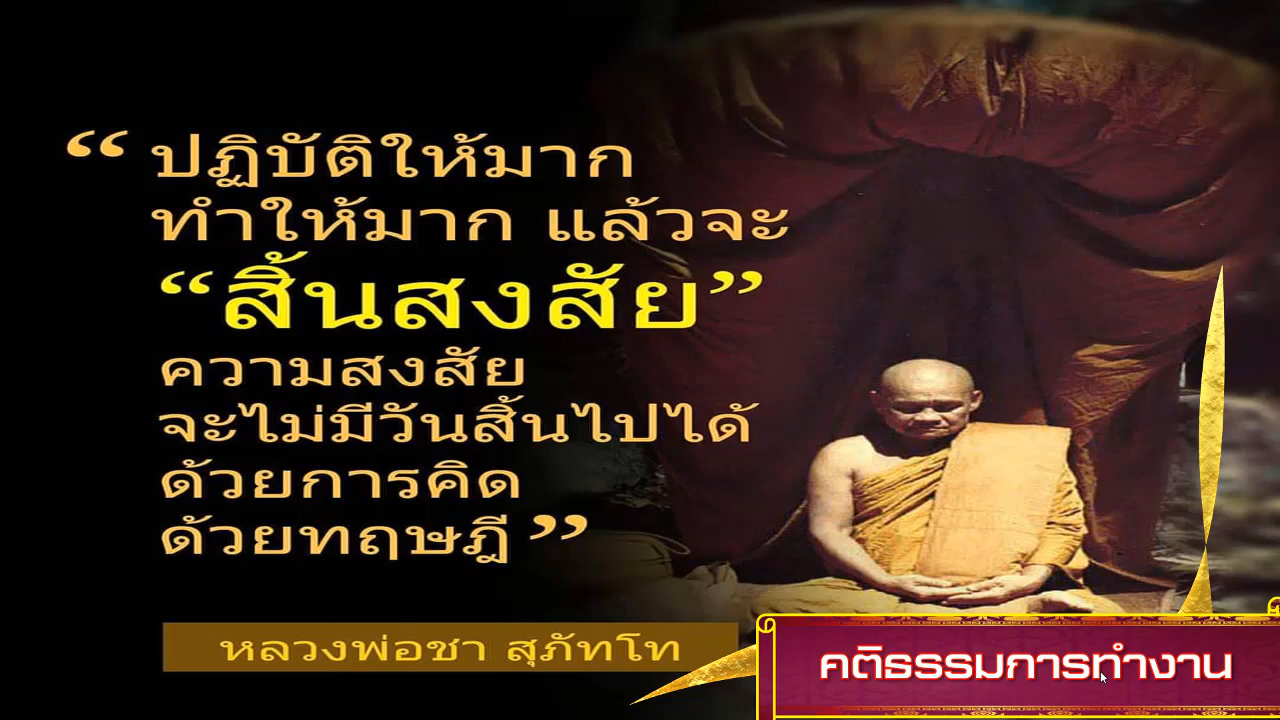 “ ปฏิบัติให้มาก
ทำให้มาก แล้วจะ
“สิ้นสงสัย”
ความสงสัย
จะไม่มีวันสิ้นไปได้
ด้วยการคิด
ด้วยทฤษฎี ”
หลวงพ่อชา สุภัทโท
คติธรรมการทำงาน